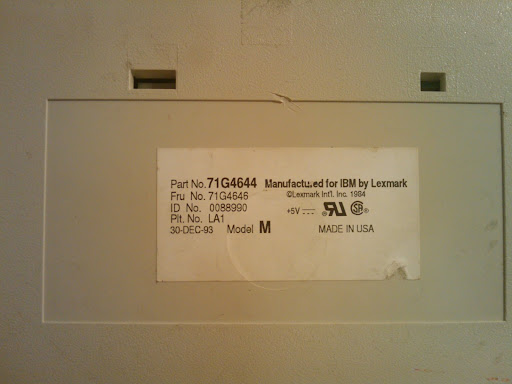 Part No. 71G4644 Manufactured for IBM by Lexmark
Fru No. 71G4646 ©Lexmark Int'l. Inc. 1984
ID No. 0088990 +5V
Plt. No. LA1
30-DEC-93 Model M MADE IN USA